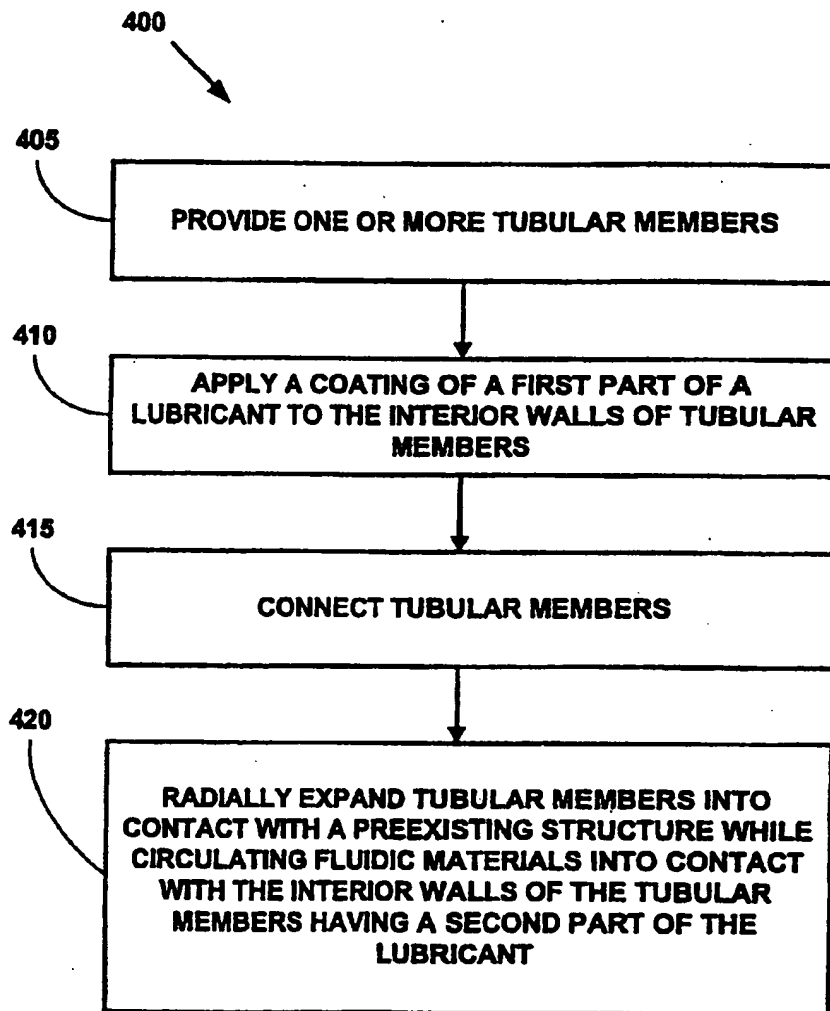 400
405
PROVIDE ONE OR MORE TUBULAR MEMBERS
410
APPLY A COATING OF A FIRST PART OF A
LUBRICANT TO THE INTERIOR WALLS OF TUBULAR
MEMBERS
415
CONNECT TUBULAR MEMBERS
420
RADIALLY EXPAND TUBULAR MEMBERS INTO
CONTACT WITH A PREEXISTING STRUCTURE WHILE
CIRCULATING FLUIDIC MATERIALS INTO CONTACT
WITH THE INTERIOR WALLS OF THE TUBULAR
MEMBERS HAVING A SECOND PART OF THE
LUBRICANT